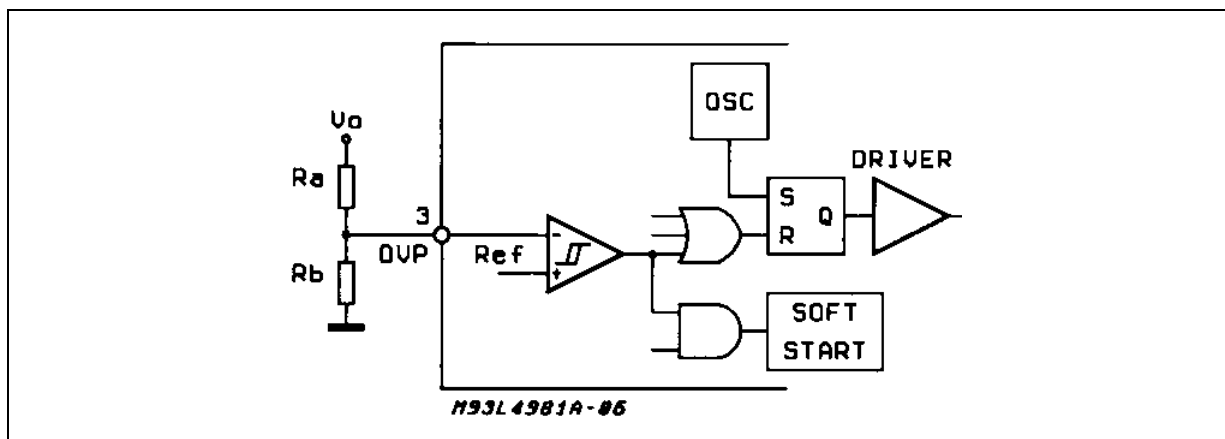 OSC
Vo
DRIVER
Ra
S
Q
3
R
OVP
Ref
-
+
Rb
SOFT
START
M93L4981A-06